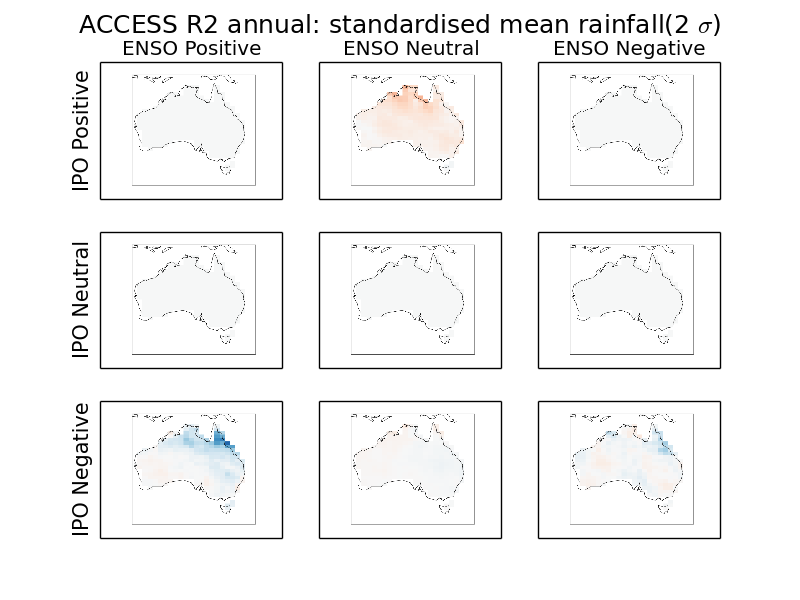 ACCESS R2 annual: standardised mean rainfall(2 σ)
ENSO Positive ENSO Neutral ENSO Negative
IPO Positive
IPO Neutral
IPO Negative